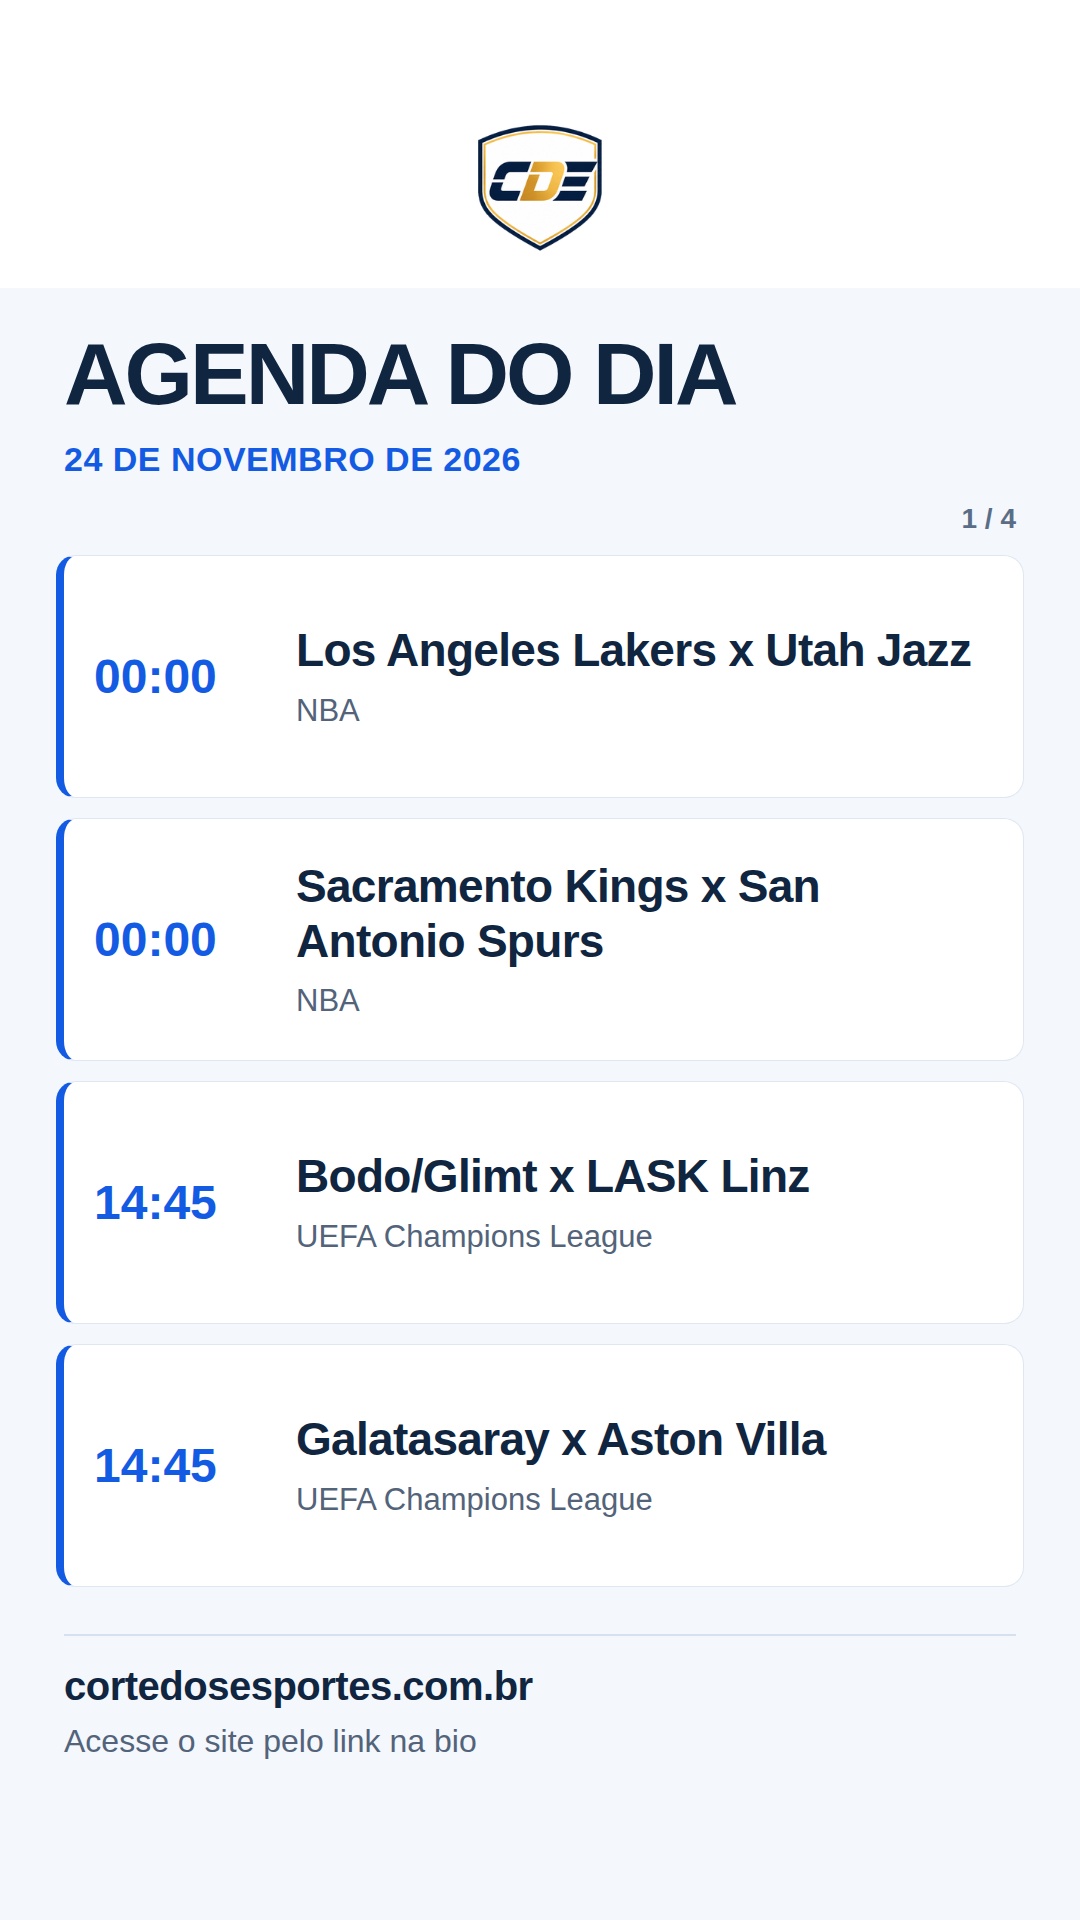 CDE
AGENDA DO DIA
24 DE NOVEMBRO DE 2026
1 / 4
00:00
Los Angeles Lakers x Utah Jazz
NBA
00:00
Sacramento Kings x San
Antonio Spurs
NBA
14:45
Bodo/Glimt x LASK Linz
UEFA Champions League
14:45
Galatasaray x Aston Villa
UEFA Champions League
cortedosesportes.com.br
Acesse o site pelo link na bio